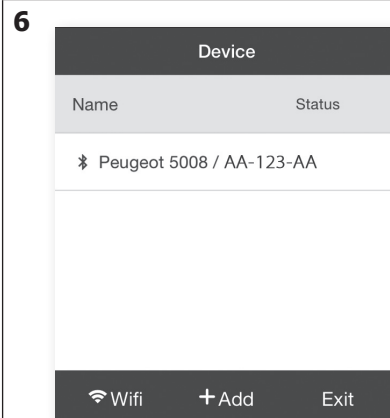 6
Device
Name Status
Peugeot 5008 / AA-123-AA
Wifi +Add Exit